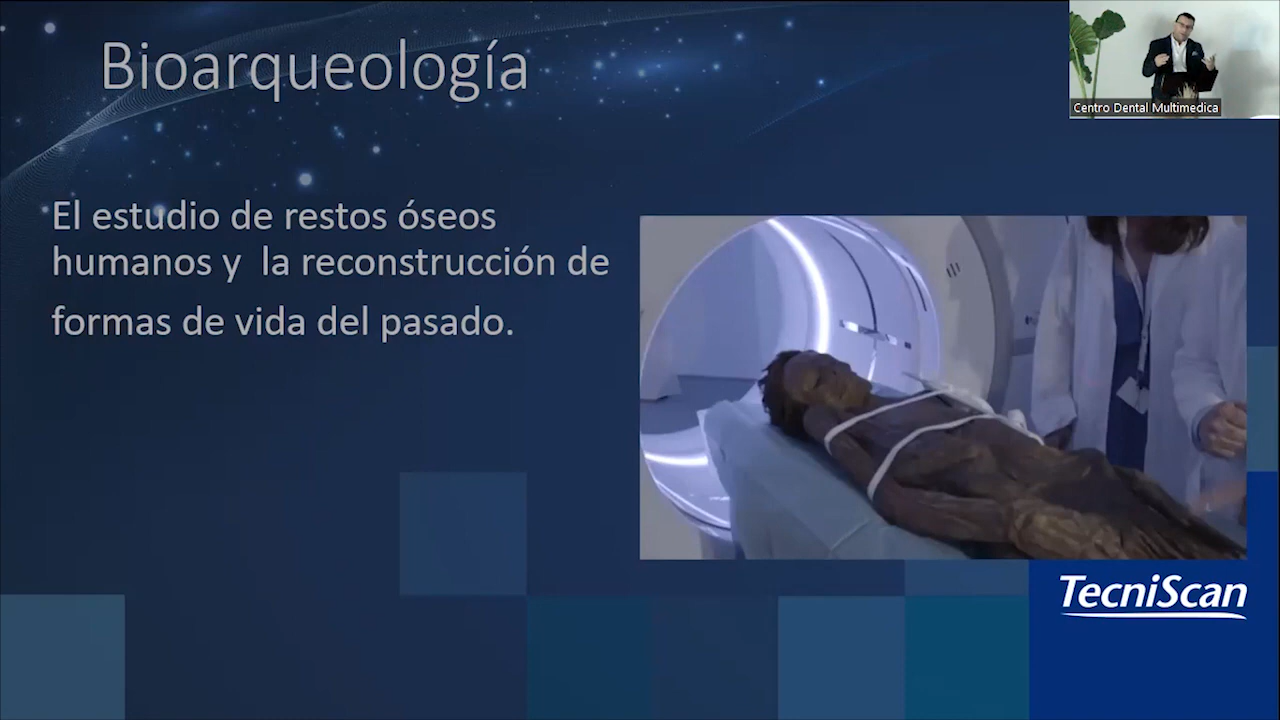 Bioarqueología
Centro Dental Multimedica
El estudio de restos óseos
humanos y  la reconstrucción de
formas de vida del pasado.
TecniScan